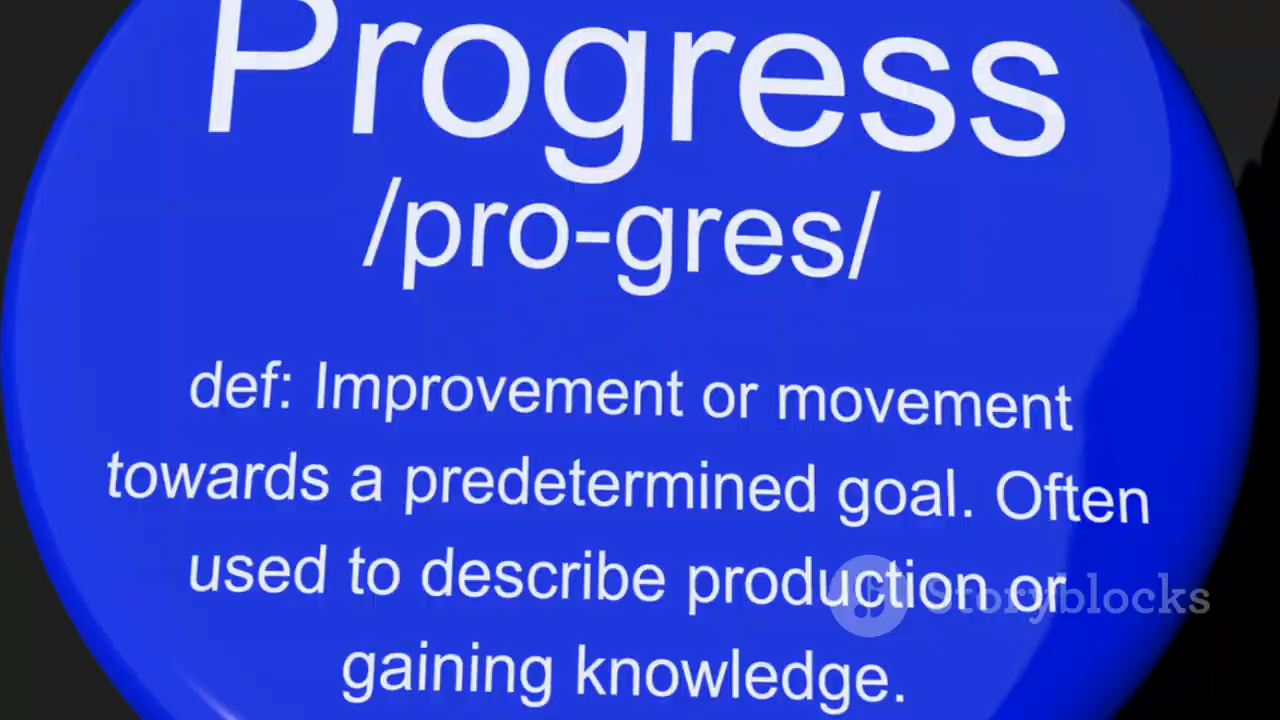 Progress
/pro-gres/
def: Improvement or movement
towards a predetermined goal. Often
used to describe production or
gaining knowledge.
Storyblocks